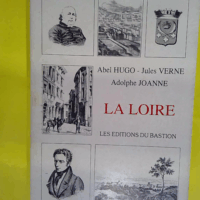 Abel HUGO - Jules VERNE
Adolphe JOANNE
LA LOIRE
LES EDITIONS DU BASTION